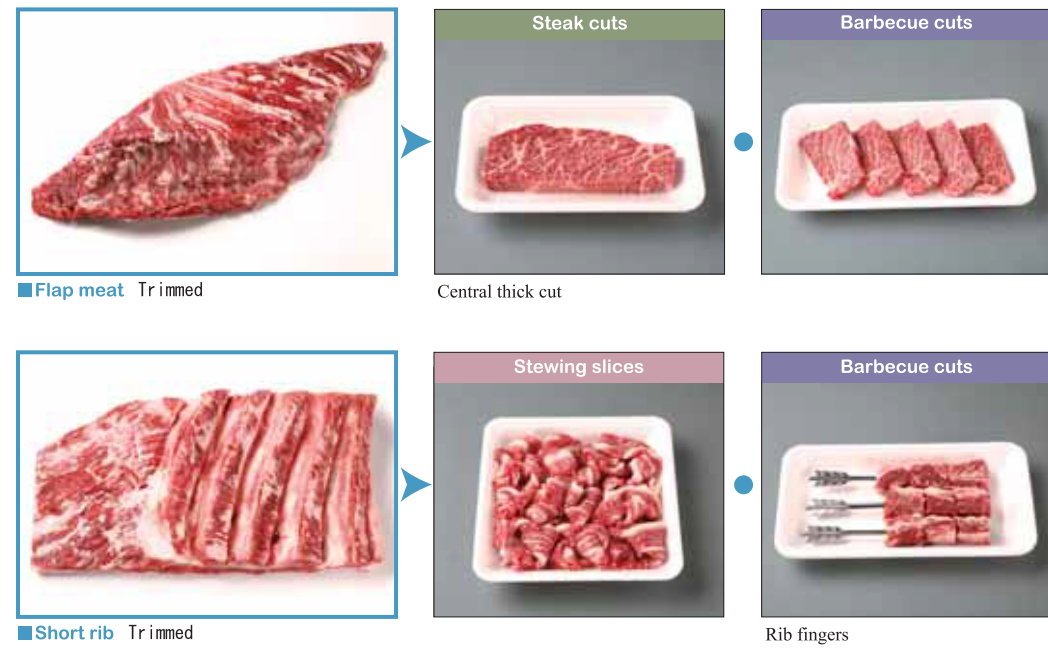 Steak cuts
Barbecue cuts
■Flap meat Trimmed
Central thick cut
Stewing slices
Barbecue cuts
■Short rib Trimmed
Rib fingers